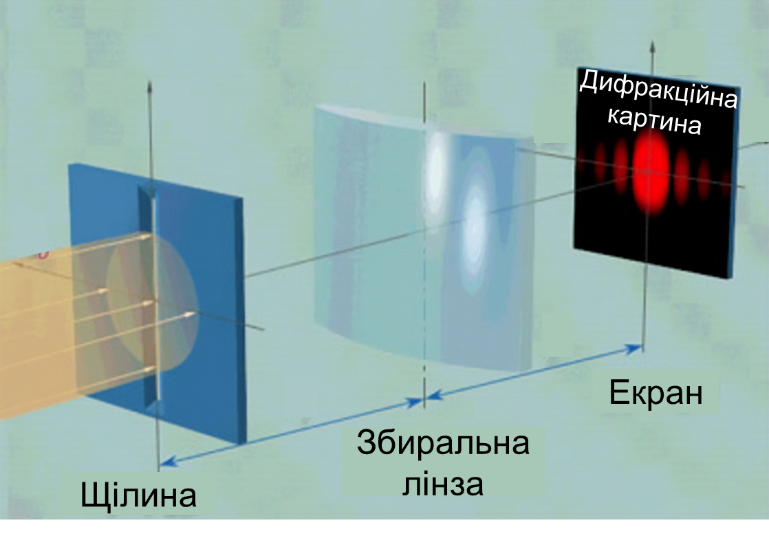 Дифракційна
картина
Екран
Збиральна
лінза
Щілина